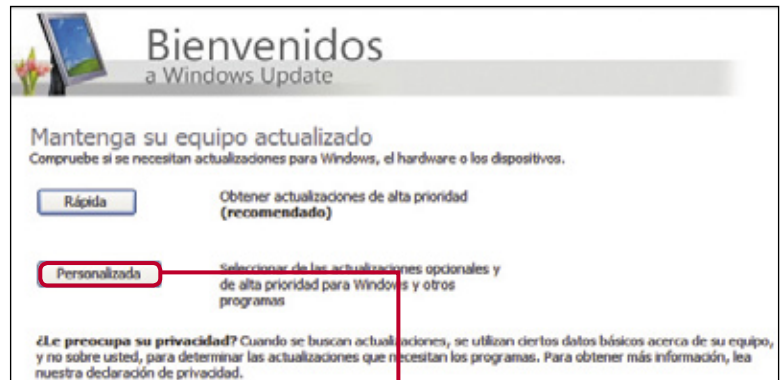 Bienvenidos
a Windows Update
Mantenga su equipo actualizado
Compruebe si se necesitan actualizaciones para Windows, el hardware o los dispositivos.
Rápida
Obtener actualizaciones de alta prioridad
(recomendado)
Personalizada
Seleccionar de las actualizaciones opcionales y
de alta prioridad para Windows y otros
programas
¿Le preocupa su privacidad? Cuando se buscan actualizaciones, se utilizan ciertos datos básicos acerca de su equipo,
y no sobre usted, para determinar las actualizaciones que necesitan los programas. Para obtener más información, lea
nuestra declaración de privacidad.